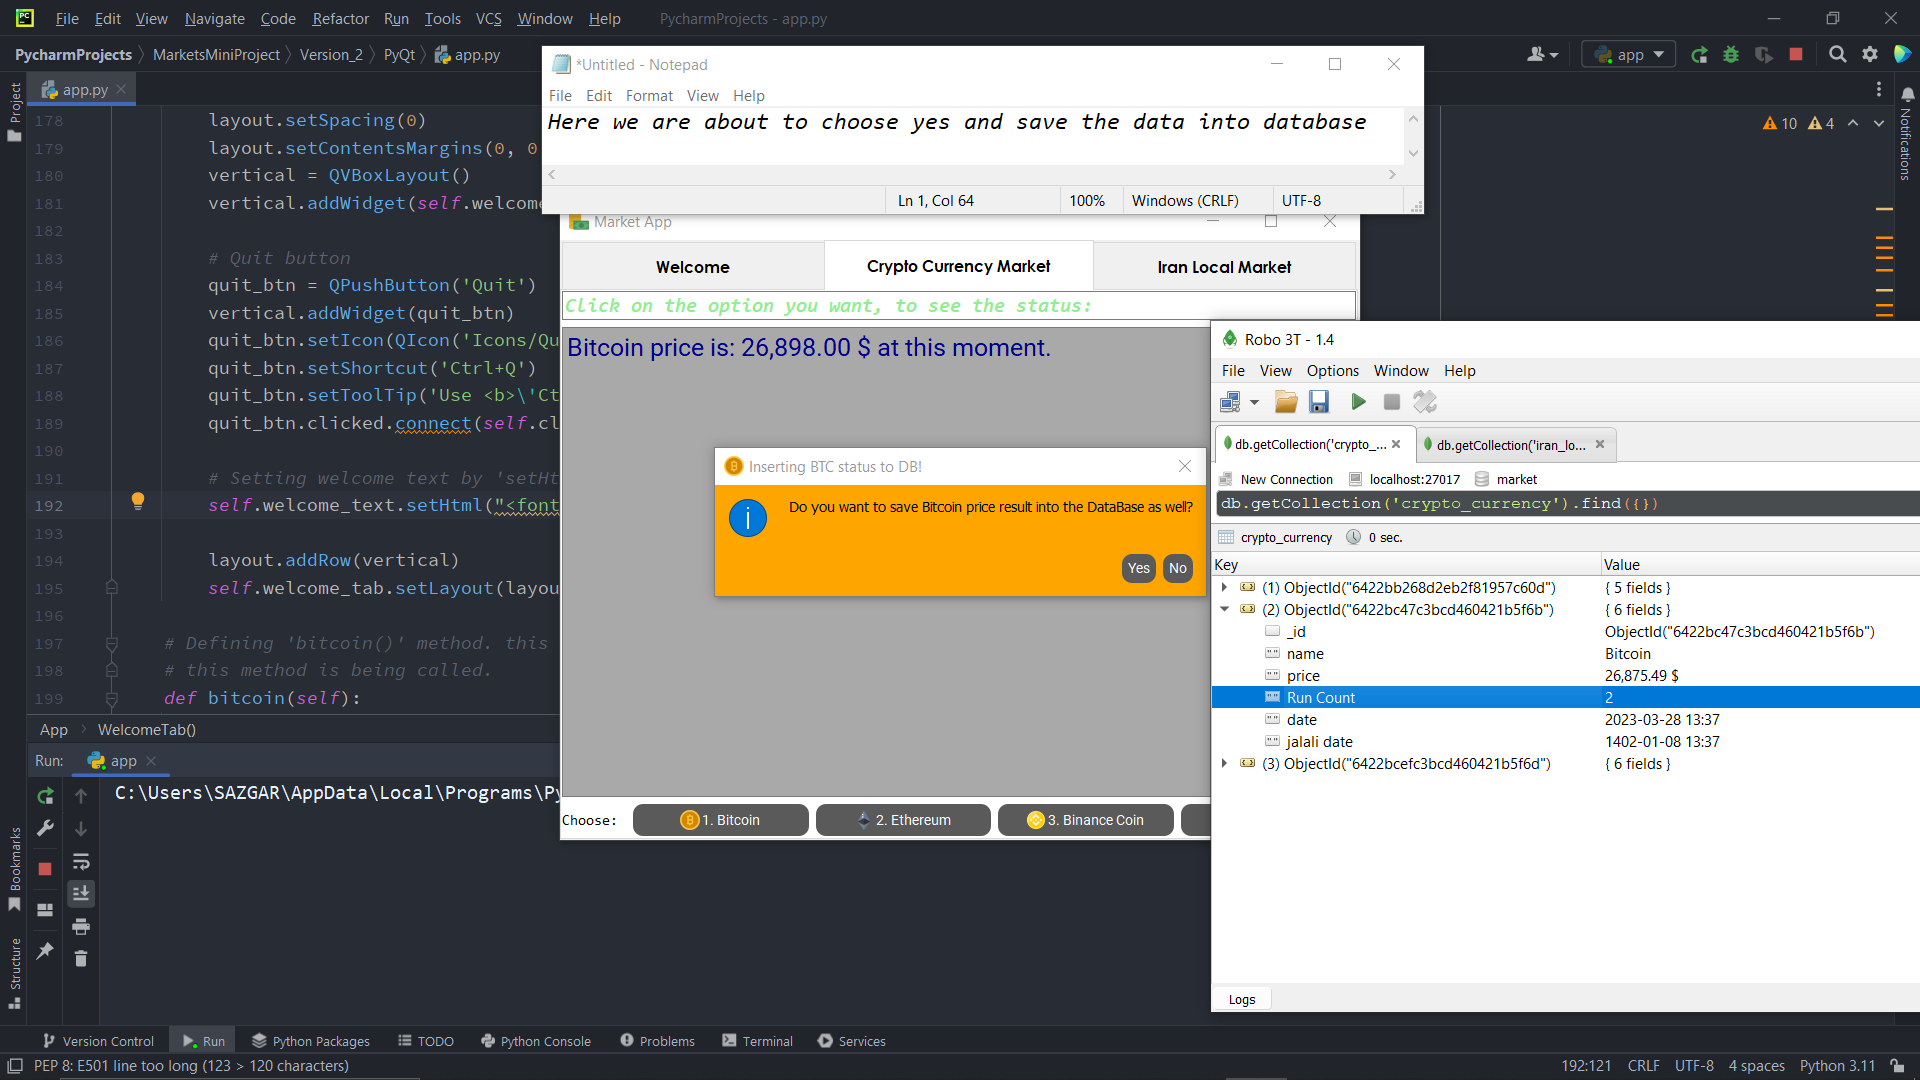 File Edit View Navigate Code Refactor Run Tools VCS Window Help PycharmProjects - app.py
PycharmProjects MarketsMiniProject Version_2 PyQt app.py
app
app.py
Project
Notifications
10 4
178 layout.setSpacing(0)
179 layout.setContentsMargins(0, 0
180 vertical = QVBoxLayout()
181 vertical.addWidget(self.welcome
182
183 # Quit button
184 quit_btn = QPushButton('Quit')
185 vertical.addWidget(quit_btn)
186 quit_btn.setIcon(QIcon('Icons/Qu
187 quit_btn.setShortcut('Ctrl+Q')
188 quit_btn.setToolTip('Use <b>\'Ct
189 quit_btn.clicked.connect(self.cl
190
191 # Setting welcome text by 'setHt
192 self.welcome_text.setHtml("<font
193
194 layout.addRow(vertical)
195 self.welcome_tab.setLayout(layou
196
197 # Defining 'bitcoin()' method. this
198 # this method is being called.
199 def bitcoin(self):
App WelcomeTab()
*Untitled - Notepad
File Edit Format View Help
Here we are about to choose yes and save the data into database
Ln 1, Col 64 100% Windows (CRLF) UTF-8
Market App
Welcome Crypto Currency Market Iran Local Market
Click on the option you want, to see the status:
Bitcoin price is: 26,898.00 $ at this moment.
Inserting BTC status to DB!
Do you want to save Bitcoin price result into the DataBase as well?
Yes No
Choose: 1. Bitcoin 2. Ethereum 3. Binance Coin
Robo 3T - 1.4
File View Options Window Help
db.getCollection('crypto_... db.getCollection('iran_lo...
New Connection localhost:27017 market
db.getCollection('crypto_currency').find({})
crypto_currency 0 sec.
Key Value
(1) ObjectId("6422bb268d2eb2f81957c60d") { 5 fields }
(2) ObjectId("6422bc47c3bcd460421b5f6b") { 6 fields }
_id ObjectId("6422bc47c3bcd460421b5f6b")
name Bitcoin
price 26,875.49 $
Run Count 2
date 2023-03-28 13:37
jalali date 1402-01-08 13:37
(3) ObjectId("6422bcefc3bcd460421b5f6d") { 6 fields }
Logs
Run: app
C:\Users\SAZGAR\AppData\Local\Programs\Py
Bookmarks
Structure
Version Control Run Python Packages TODO Python Console Problems Terminal Services
PEP 8: E501 line too long (123 > 120 characters) 192:121 CRLF UTF-8 4 spaces Python 3.11